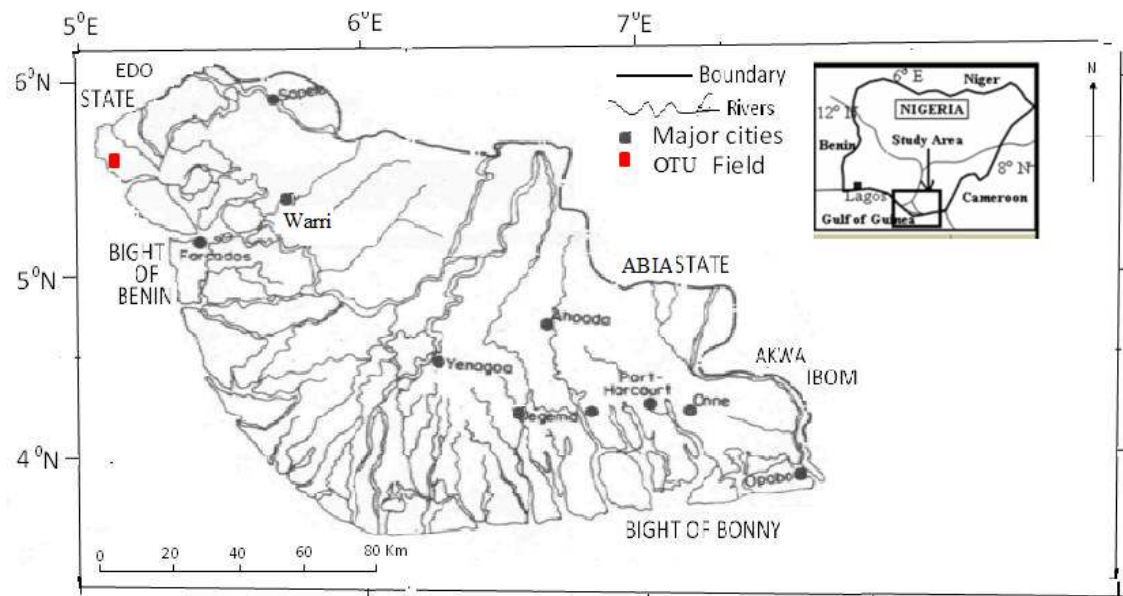 5°E
6°E
7°E
6°N
5°N
4°N
EDO
STATE
Sapele
Warri
Forcados
BIGHT
OF
BENIN
Boundary
Rivers
Major cities
OTU Field
6° E
Niger
12° N
NIGERIA
Benin
Study Area
8° N
Lagos
Cameroon
Gulf of Guinea
N
ABIA STATE
Ahoada
Yenagoa
AKWA
IBOM
Port-
Harcourt
Onne
Degema
Opobo
BIGHT OF BONNY
0 20 40 60 80 Km